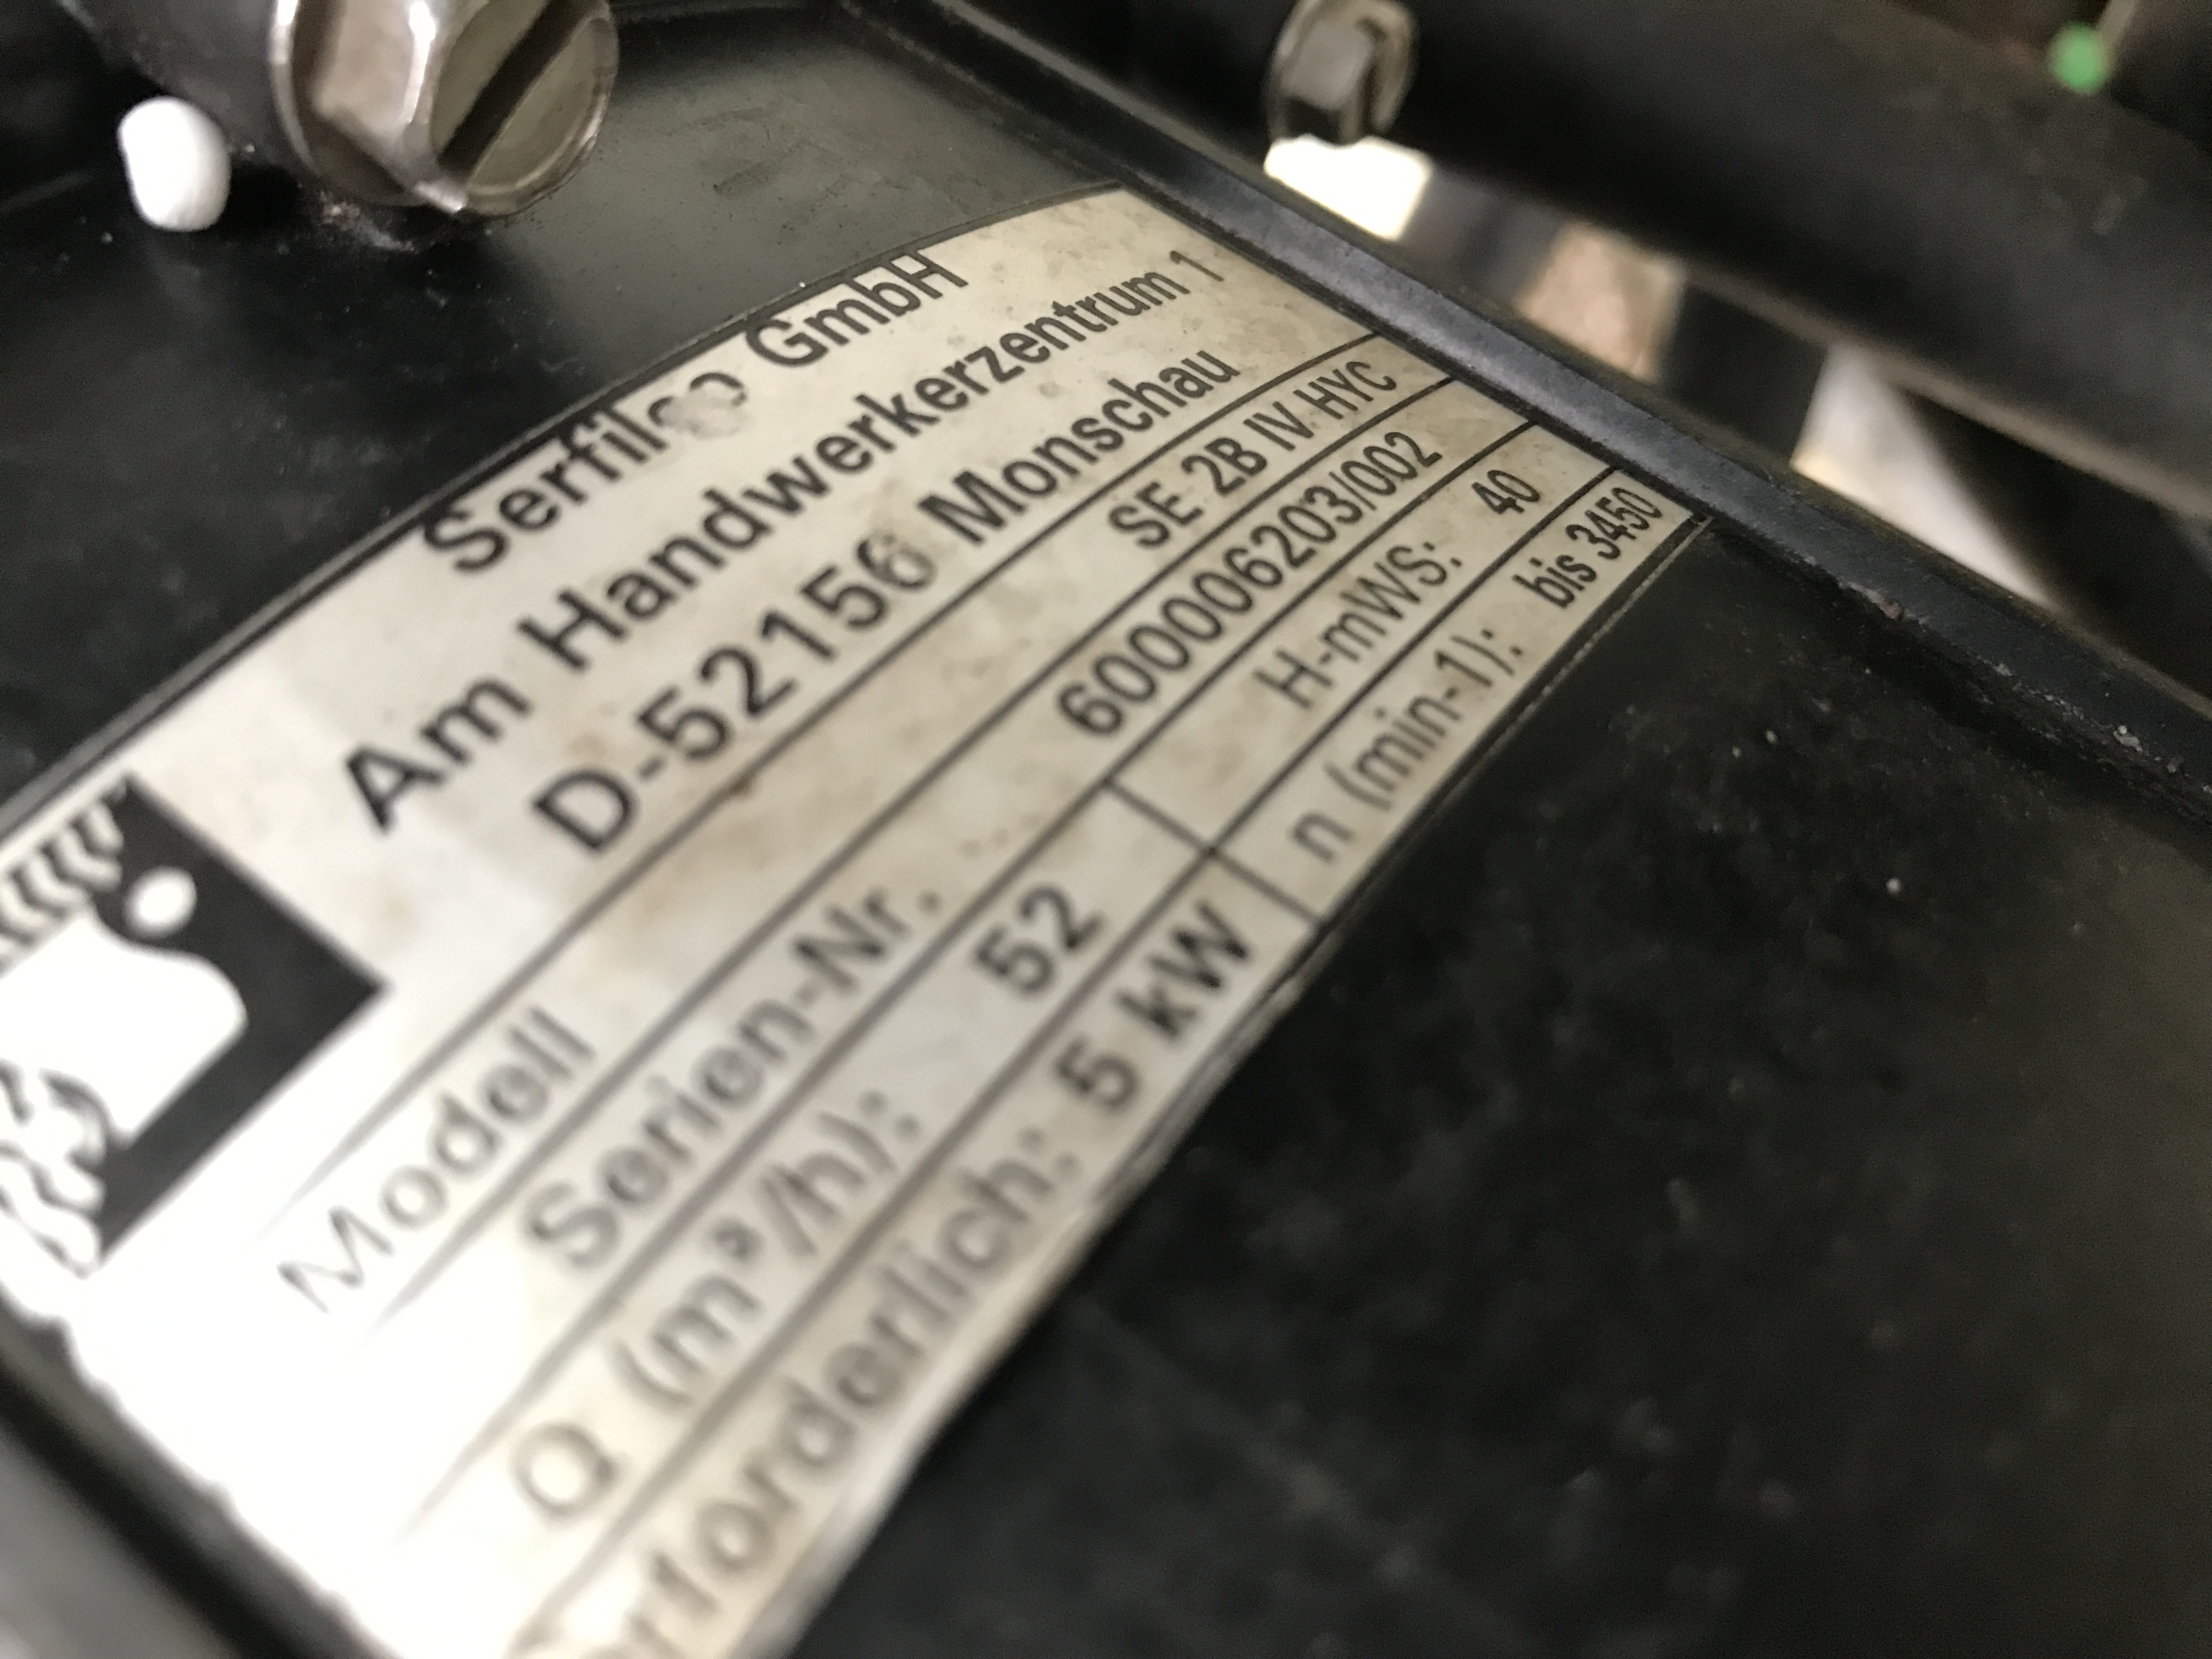 Serfilco GmbH
Am Handwerkerzentrum 1
D-52156 Monschau
Modell SE 2B IV HYC
Serien-Nr. 6000006203/002
Q (m³/h): 52 H-mWS: 40
erforderlich: 5 kW n (min-1): bis 3450